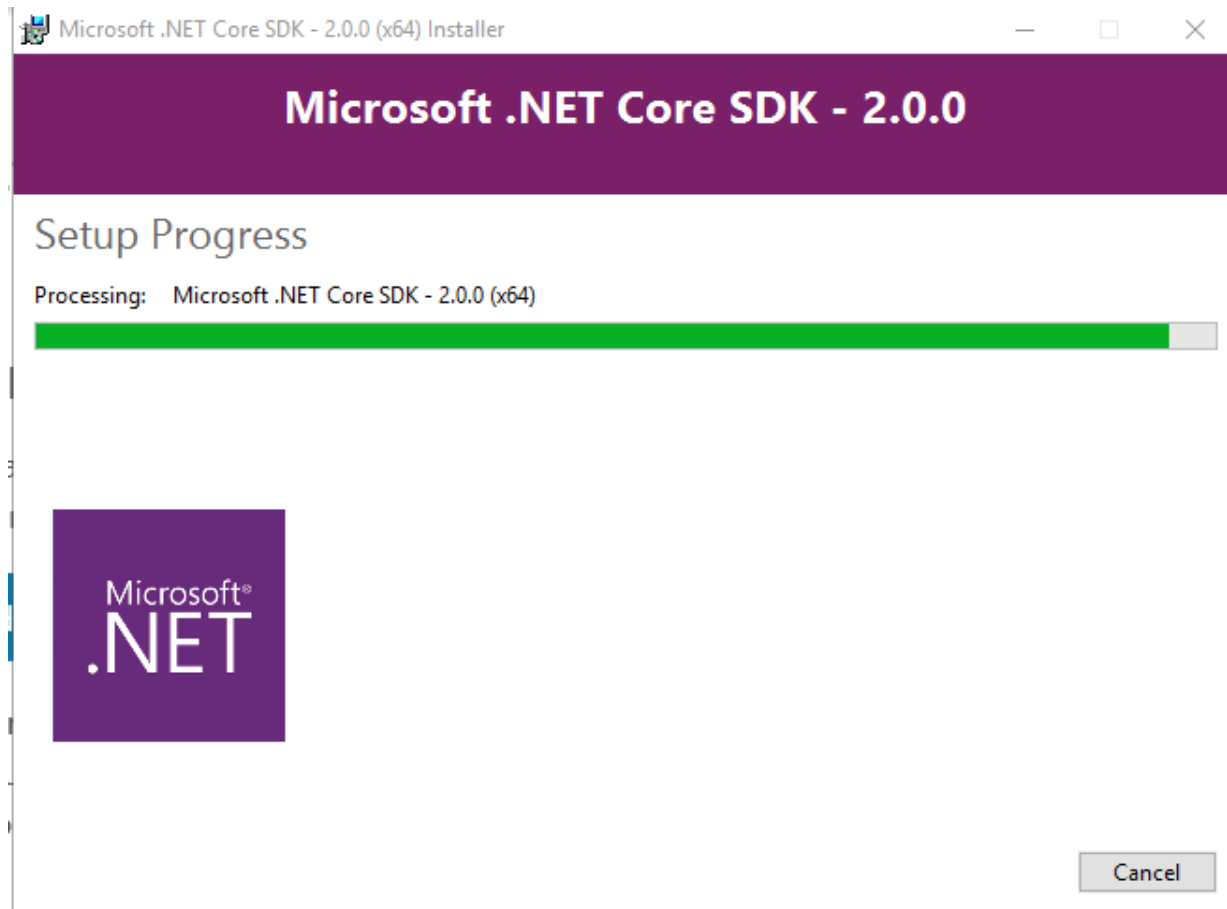 Microsoft .NET Core SDK - 2.0.0 (x64) Installer
Microsoft .NET Core SDK - 2.0.0
Setup Progress
Processing: Microsoft .NET Core SDK - 2.0.0 (x64)
Microsoft®
.NET
Cancel